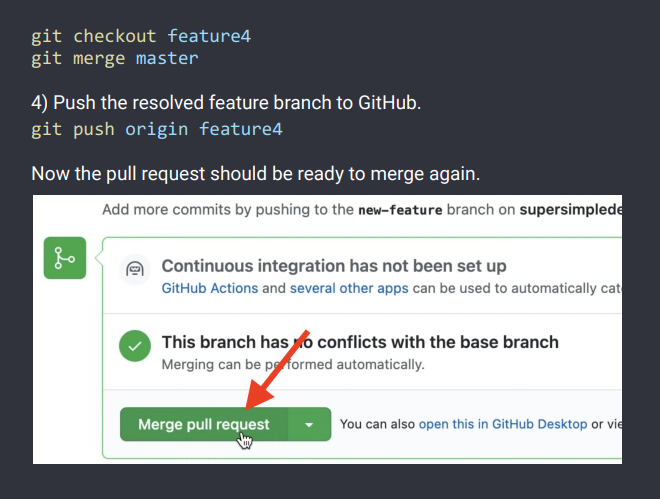 git checkout feature4
git merge master
4) Push the resolved feature branch to GitHub.
git push origin feature4
Now the pull request should be ready to merge again.
Add more commits by pushing to the new-feature branch on supersimplede
Continuous integration has not been set up
GitHub Actions and several other apps can be used to automatically cat
This branch has no conflicts with the base branch
Merging can be performed automatically.
Merge pull request
You can also open this in GitHub Desktop or vie